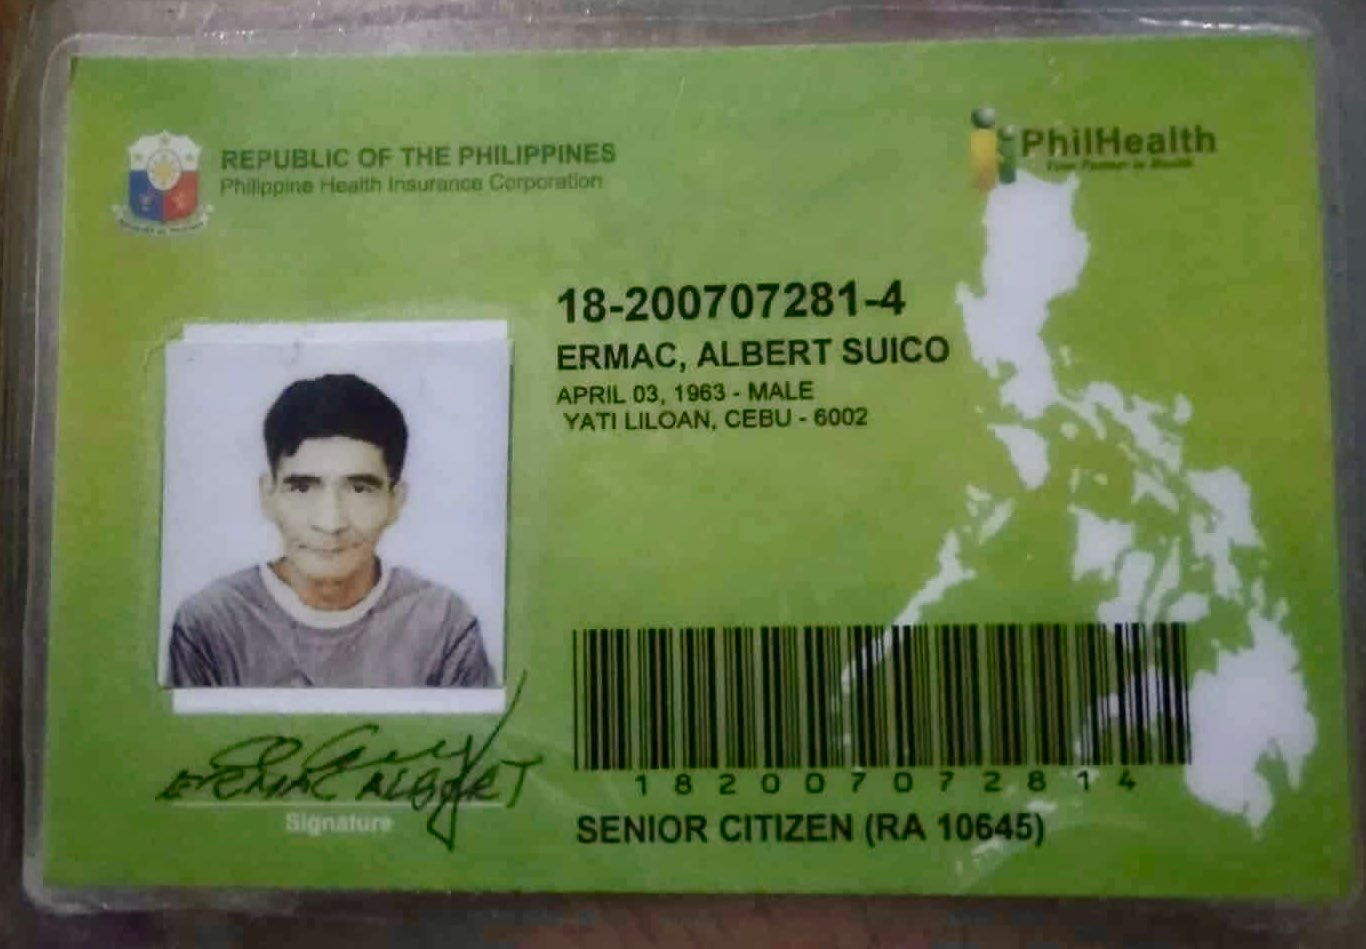 REPUBLIC OF THE PHILIPPINES
Philippine Health Insurance Corporation
PhilHealth
Your Partner in Health
18-200707281-4
ERMAC, ALBERT SUICO
APRIL 03, 1963 - MALE
YATI LILOAN, CEBU - 6002
ERMAC ALBERT
Signature
182007072814
SENIOR CITIZEN (RA 10645)